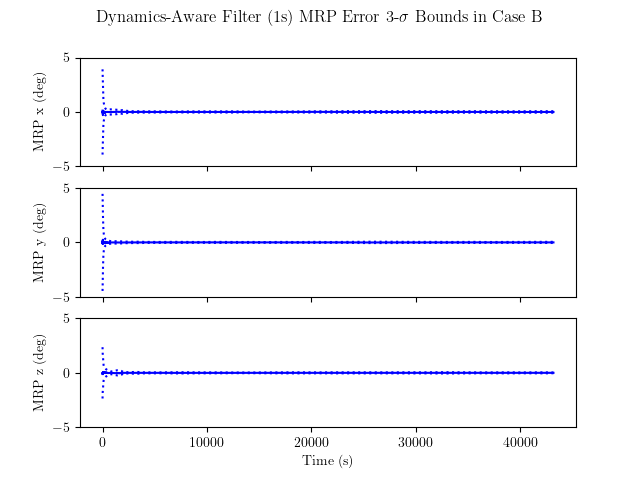 Dynamics-Aware Filter (1s) MRP Error 3-σ Bounds in Case B
5
0
−5
MRP x (deg)
5
0
−5
MRP y (deg)
5
0
−5
MRP z (deg)
0 10000 20000 30000 40000
Time (s)